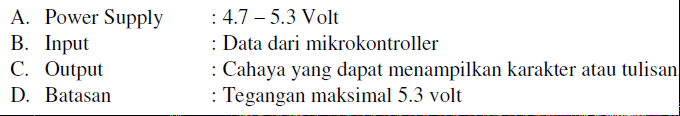 A. Power Supply : 4.7 – 5.3 Volt
B. Input : Data dari mikrokontroller
C. Output : Cahaya yang dapat menampilkan karakter atau tulisan
D. Batasan : Tegangan maksimal 5.3 volt